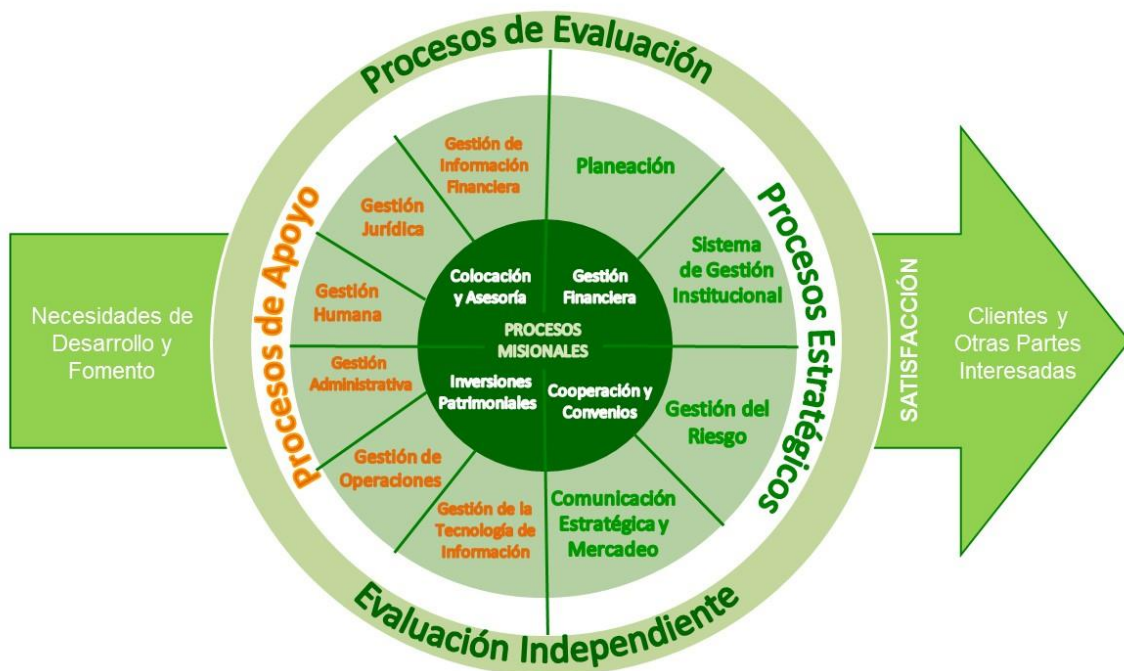 Procesos de Evaluación
Necesidades de
Desarrollo y
Fomento
Procesos de Apoyo
Gestión de
Información
Financiera
Gestión
Jurídica
Gestión
Humana
Gestión
Administrativa
Gestión de
Operaciones
Gestión de la
Tecnología de
Información
Colocación
y Asesoría
Gestión
Financiera
PROCESOS
MISIONALES
Inversiones
Patrimoniales
Cooperación y
Convenios
Planeación
Sistema
de Gestión
Institucional
Gestión del
Riesgo
Comunicación
Estratégica y
Mercadeo
Procesos Estratégicos
SATISFACCIÓN
Clientes y
Otras Partes
Interesadas
Evaluación Independiente